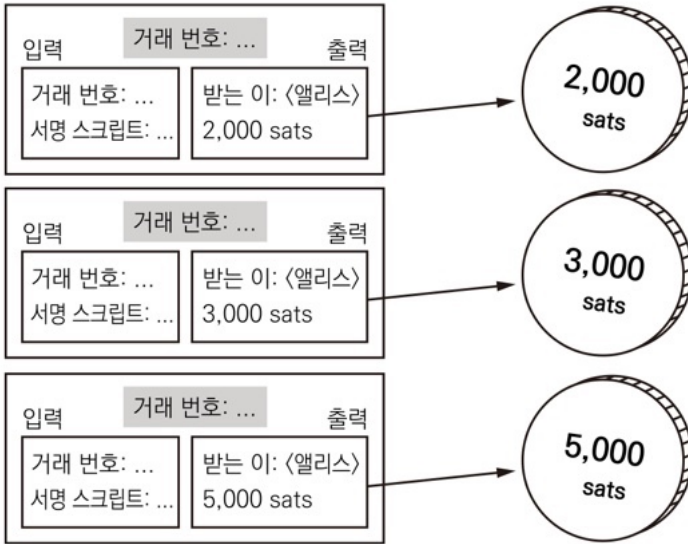 거래 번호: ...
입력
출력
거래 번호: ...
서명 스크립트: ...
받는 이: 〈앨리스〉
2,000 sats
2,000
sats
거래 번호: ...
입력
출력
거래 번호: ...
서명 스크립트: ...
받는 이: 〈앨리스〉
3,000 sats
3,000
sats
거래 번호: ...
입력
출력
거래 번호: ...
서명 스크립트: ...
받는 이: 〈앨리스〉
5,000 sats
5,000
sats